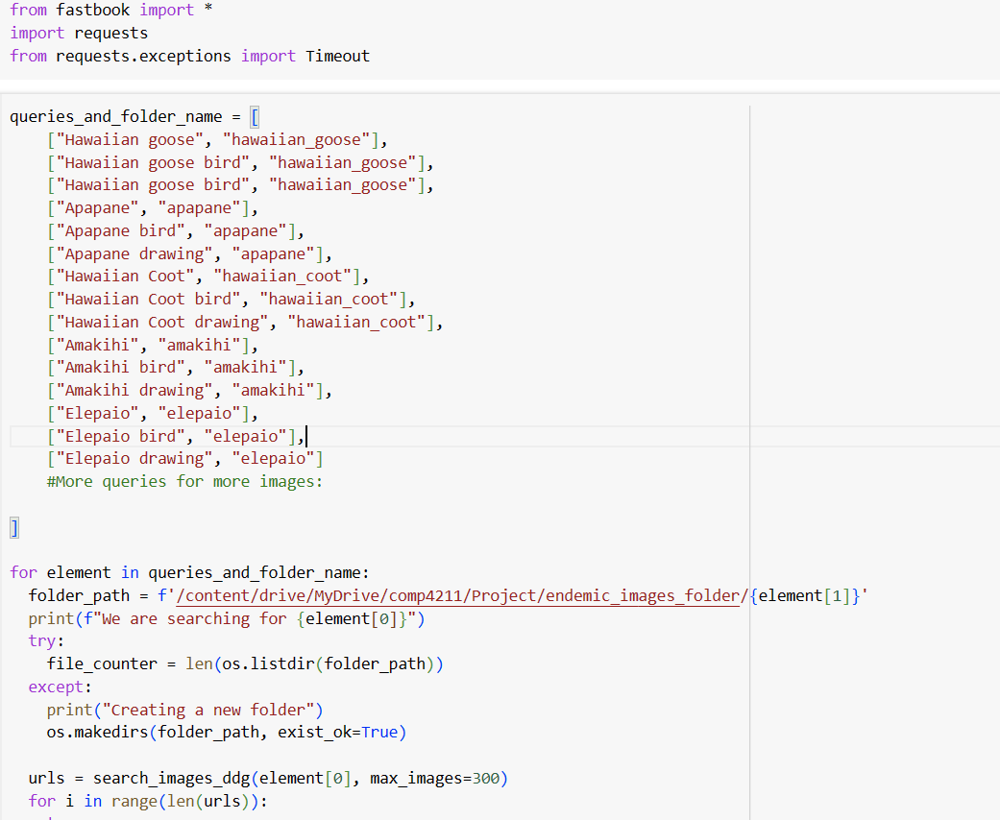 from fastbook import *
import requests
from requests.exceptions import Timeout
queries_and_folder_name = [
    ["Hawaiian goose", "hawaiian_goose"],
    ["Hawaiian goose bird", "hawaiian_goose"],
    ["Hawaiian goose bird", "hawaiian_goose"],
    ["Apapane", "apapane"],
    ["Apapane bird", "apapane"],
    ["Apapane drawing", "apapane"],
    ["Hawaiian Coot", "hawaiian_coot"],
    ["Hawaiian Coot bird", "hawaiian_coot"],
    ["Hawaiian Coot drawing", "hawaiian_coot"],
    ["Amakihi", "amakihi"],
    ["Amakihi bird", "amakihi"],
    ["Amakihi drawing", "amakihi"],
    ["Elepaio", "elepaio"],
    ["Elepaio bird", "elepaio"],
    ["Elepaio drawing", "elepaio"]
    #More queries for more images:
]
for element in queries_and_folder_name:
  folder_path = f'/content/drive/MyDrive/comp4211/Project/endemic_images_folder/{element[1]}'
  print(f"We are searching for {element[0]}")
  try:
    file_counter = len(os.listdir(folder_path))
  except:
    print("Creating a new folder")
    os.makedirs(folder_path, exist_ok=True)
  urls = search_images_ddg(element[0], max_images=300)
  for i in range(len(urls)):